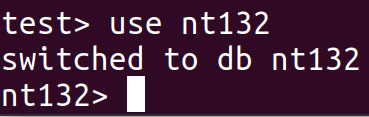 test> use nt132
switched to db nt132
nt132>